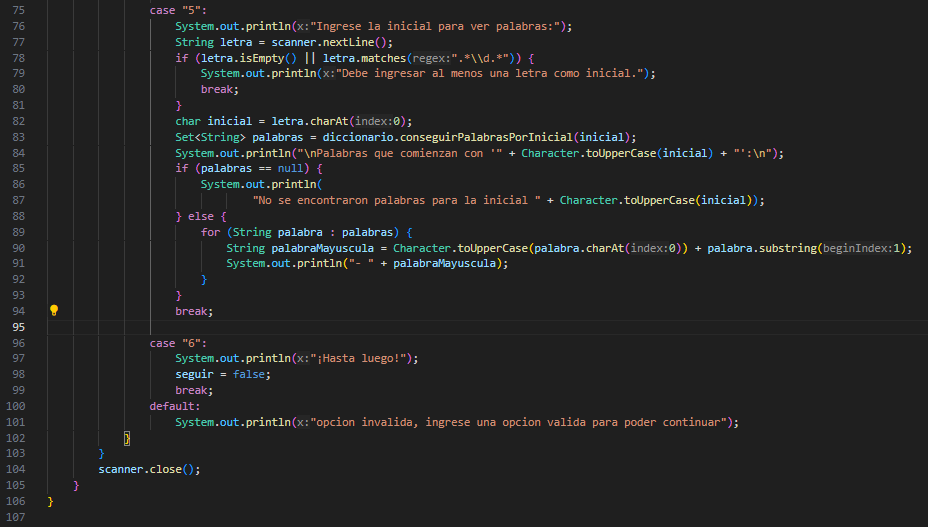 75 case "5":
76 System.out.println(x:"Ingrese la inicial para ver palabras:");
77 String letra = scanner.nextLine();
78 if (letra.isEmpty() || letra.matches(regex:".*\\d.*")) {
79 System.out.println(x:"Debe ingresar al menos una letra como inicial.");
80 break;
81 }
82 char inicial = letra.charAt(index:0);
83 Set<String> palabras = diccionario.conseguirPalabrasPorInicial(inicial);
84 System.out.println("\nPalabras que comienzan con '" + Character.toUpperCase(inicial) + "':\n");
85 if (palabras == null) {
86 System.out.println(
87 "No se encontraron palabras para la inicial " + Character.toUpperCase(inicial));
88 } else {
89 for (String palabra : palabras) {
90 String palabraMayuscula = Character.toUpperCase(palabra.charAt(index:0)) + palabra.substring(beginIndex:1);
91 System.out.println("- " + palabraMayuscula);
92 }
93 }
94 break;
95
96 case "6":
97 System.out.println(x:"¡Hasta luego!");
98 seguir = false;
99 break;
100 default:
101 System.out.println(x:"opcion invalida, ingrese una opcion valida para poder continuar");
102 }
103 }
104 scanner.close();
105 }
106 }
107